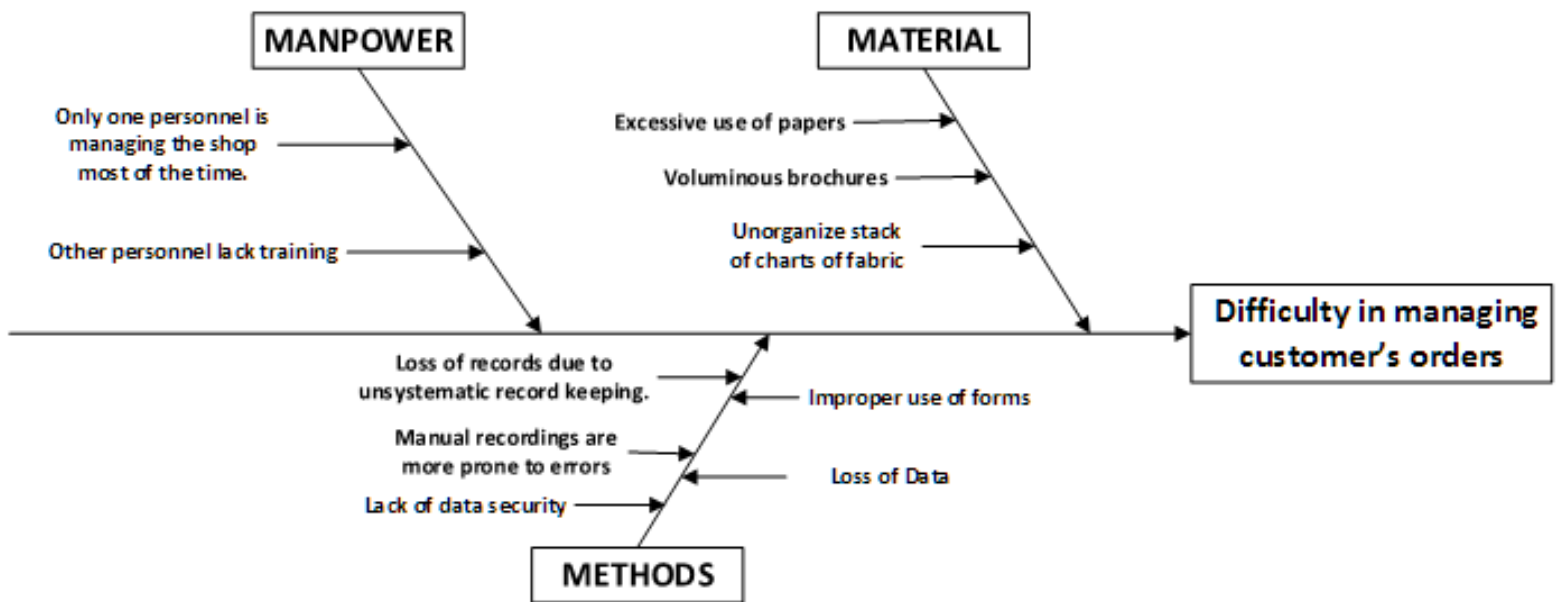 MANPOWER
Only one personnel is
managing the shop
most of the time.
Other personnel lack training
MATERIAL
Excessive use of papers
Voluminous brochures
Unorganize stack
of charts of fabric
Difficulty in managing
customer's orders
Loss of records due to
unsystematic record keeping.
Improper use of forms
Manual recordings are
more prone to errors
Loss of Data
Lack of data security
METHODS